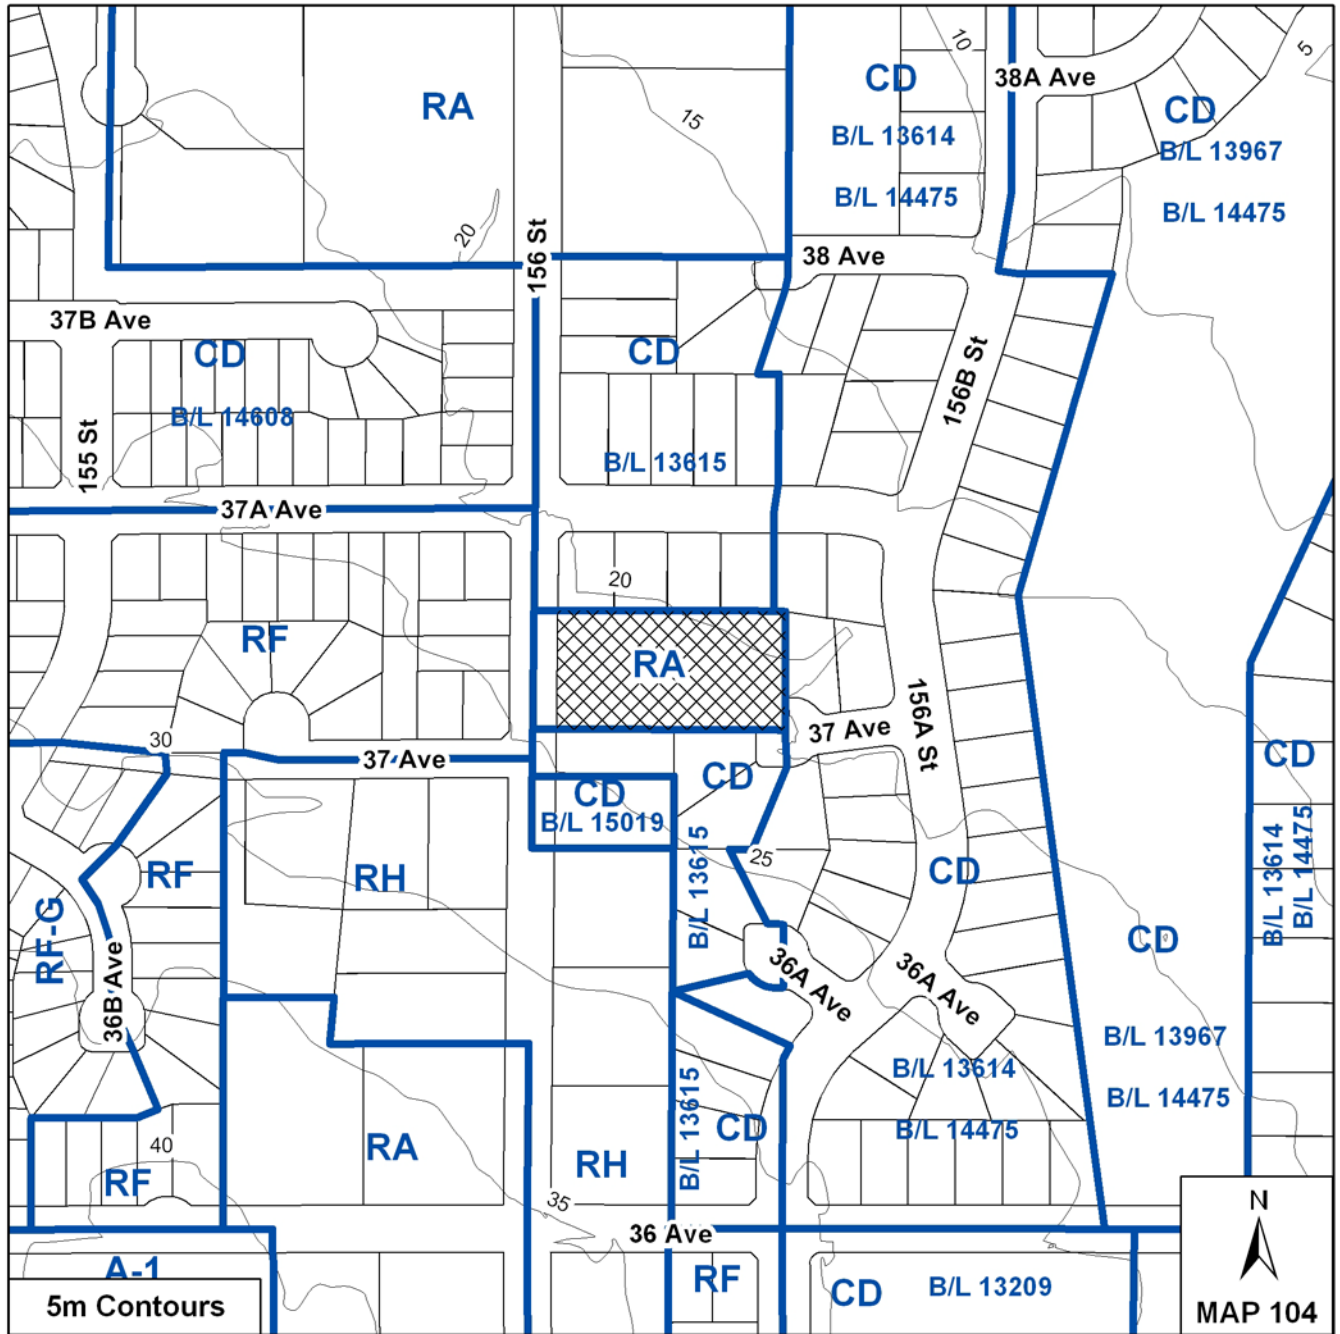 10
5
38A Ave
CD
CD
RA
15
B/L 13614
B/L 13967
B/L 14475
B/L 14475
20
156 St
38 Ave
37B Ave
CD
CD
156B St
B/L 14608
155 St
B/L 13615
37A Ave
20
RF
RA
156A St
37 Ave
30
37 Ave
CD
CD
CD
B/L 15019
B/L 13615
25
B/L 13614
B/L 14475
RF
RH
CD
RF-G
CD
36B Ave
36A Ave
36A Ave
B/L 13967
B/L 13614
B/L 14475
B/L 13615
CD
B/L 14475
40
RA
RH
RF
35
N
36 Ave
A-1
RF
CD
B/L 13209
5m Contours
MAP 104